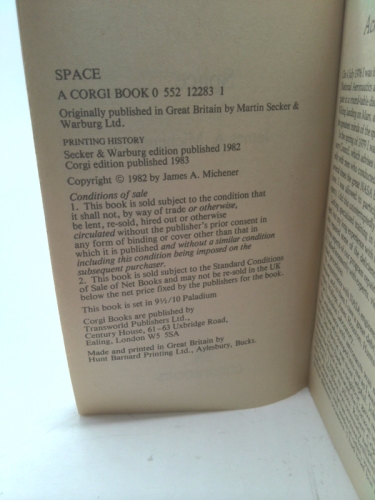 SPACE
A CORGI BOOK 0 552 12283 1
Originally published in Great Britain by Martin Secker &
Warburg Ltd.
PRINTING HISTORY
Secker & Warburg edition published 1982
Corgi edition published 1983
Copyright © 1982 by James A. Michener
Conditions of sale
1. This book is sold subject to the condition that
it shall not, by way of trade or otherwise,
be lent, re-sold, hired out or otherwise
circulated without the publisher's prior consent in
any form of binding or cover other than that in
which it is published and without a similar condition
including this condition being imposed on the
subsequent purchaser.
2. This book is sold subject to the Standard Conditions
of Sale of Net Books and may not be re-sold in the UK
below the net price fixed by the publishers for the book.
This book is set in 9½/10 Paladium
Corgi Books are published by
Transworld Publishers Ltd.,
Century House, 61–63 Uxbridge Road,
Ealing, London W5 5SA
Made and printed in Great Britain by
Hunt Barnard Printing Ltd., Aylesbury, Bucks.